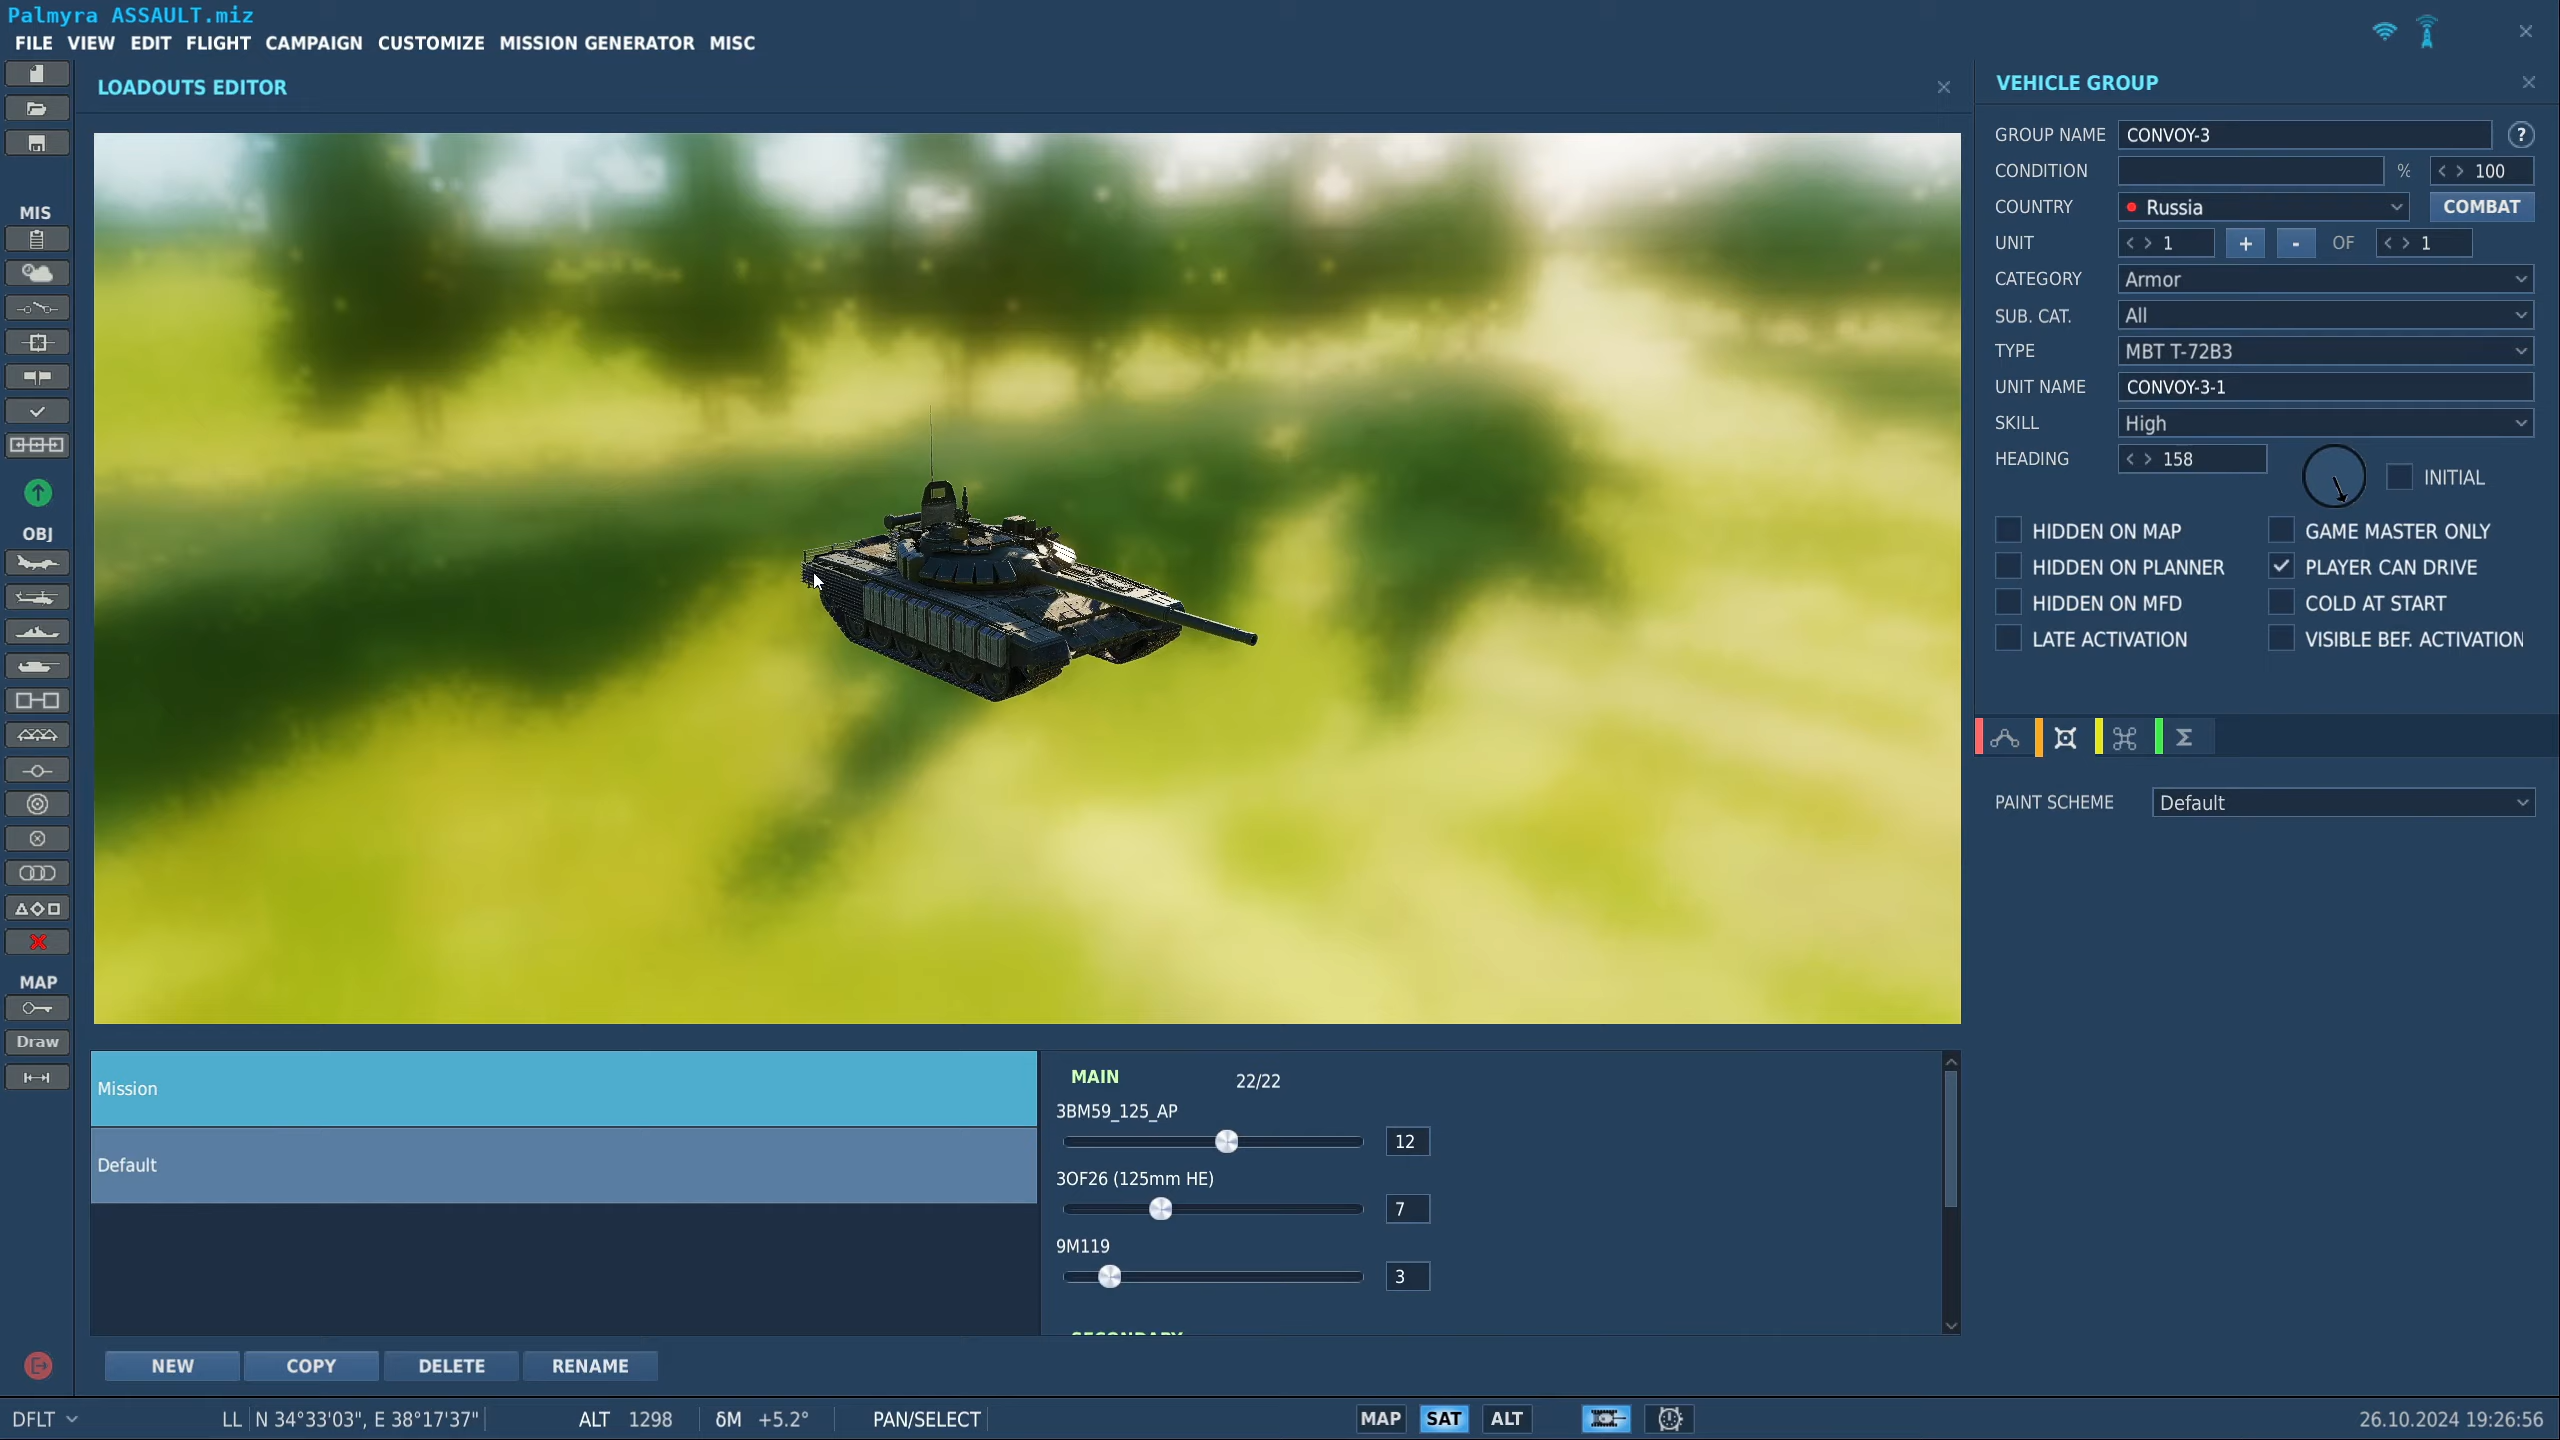 Palmyra ASSAULT.miz
FILE VIEW EDIT FLIGHT CAMPAIGN CUSTOMIZE MISSION GENERATOR MISC
LOADOUTS EDITOR
MIS
OBJ
MAP
Draw
Mission
Default
MAIN 22/22
3BM59_125_AP
12
3OF26 (125mm HE)
7
9M119
3
SECONDARY
NEW COPY DELETE RENAME
VEHICLE GROUP
GROUP NAME CONVOY-3 ?
CONDITION % < > 100
COUNTRY Russia COMBAT
UNIT < > 1 + - OF < > 1
CATEGORY Armor
SUB. CAT. All
TYPE MBT T-72B3
UNIT NAME CONVOY-3-1
SKILL High
HEADING < > 158 INITIAL
HIDDEN ON MAP GAME MASTER ONLY
HIDDEN ON PLANNER PLAYER CAN DRIVE
HIDDEN ON MFD COLD AT START
LATE ACTIVATION VISIBLE BEF. ACTIVATION
Σ
PAINT SCHEME Default
DFLT LL N 34°33'03", E 38°17'37" ALT 1298 δM +5.2° PAN/SELECT MAP SAT ALT 26.10.2024 19:26:56